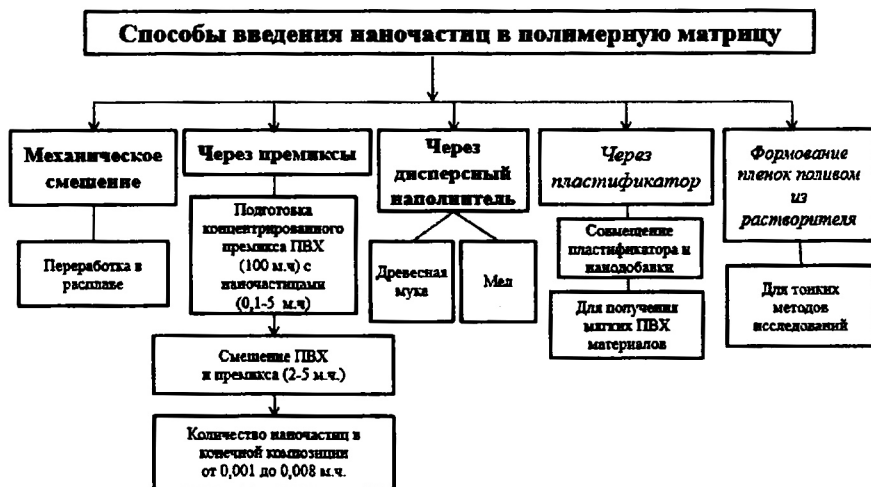 Способы введения наночастиц в полимерную матрицу
Механическое
смешение
Переработка в
расплаве
Через премиксы
Подготовка
концентрированного
премикса ПВХ
(100 м.ч) с
наночастицами
(0,1-5 м.ч)
Смешение ПВХ
и премикса (2-5 м.ч.)
Количество наночастиц в
конечной композиции
от 0,001 до 0,008 м.ч.
Через
дисперсный
наполнитель
Древесная
мука
Мел
Через
пластификатор
Совмещение
пластификатора и
нанодобавки
Для получения
мягких ПВХ
материалов
Формование
пленок поливом
из
растворителя
Для тонких
методов
исследований